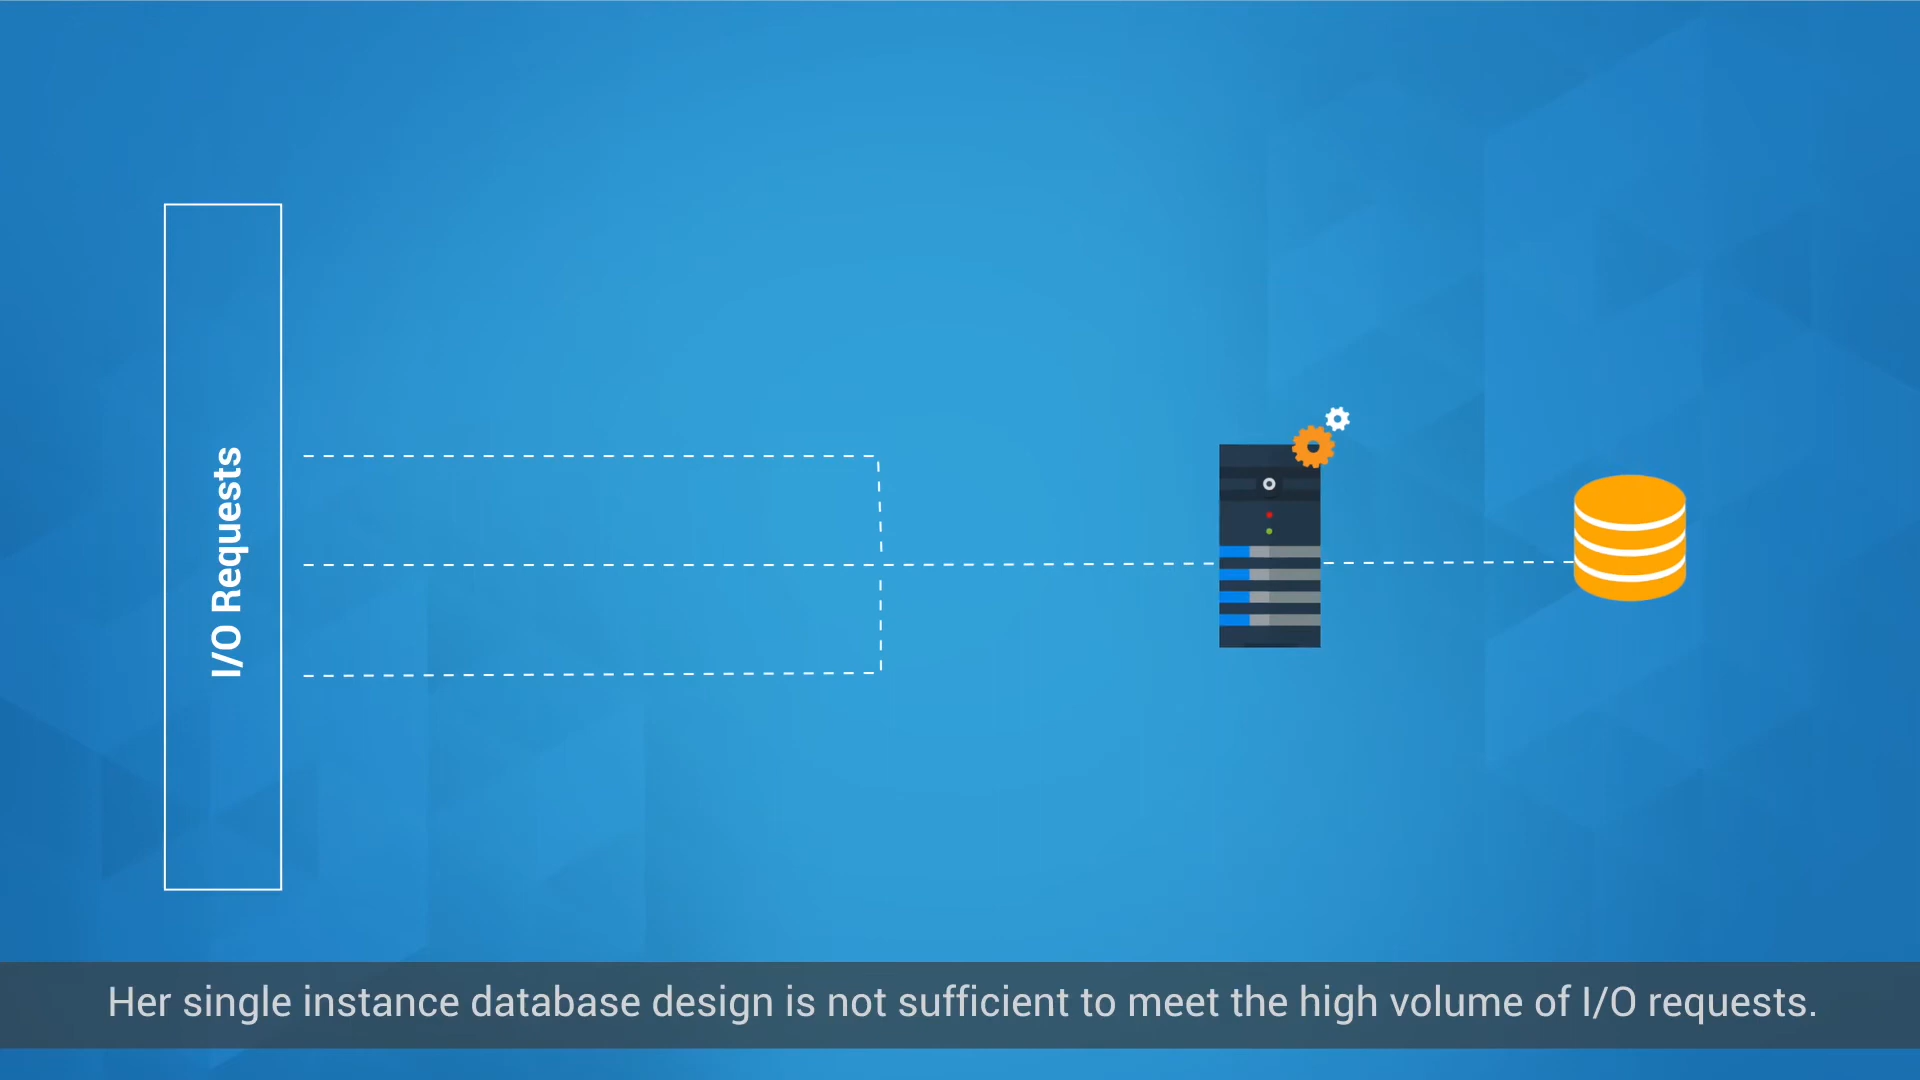 I/O Requests
Her single instance database design is not sufficient to meet the high volume of I/O requests.